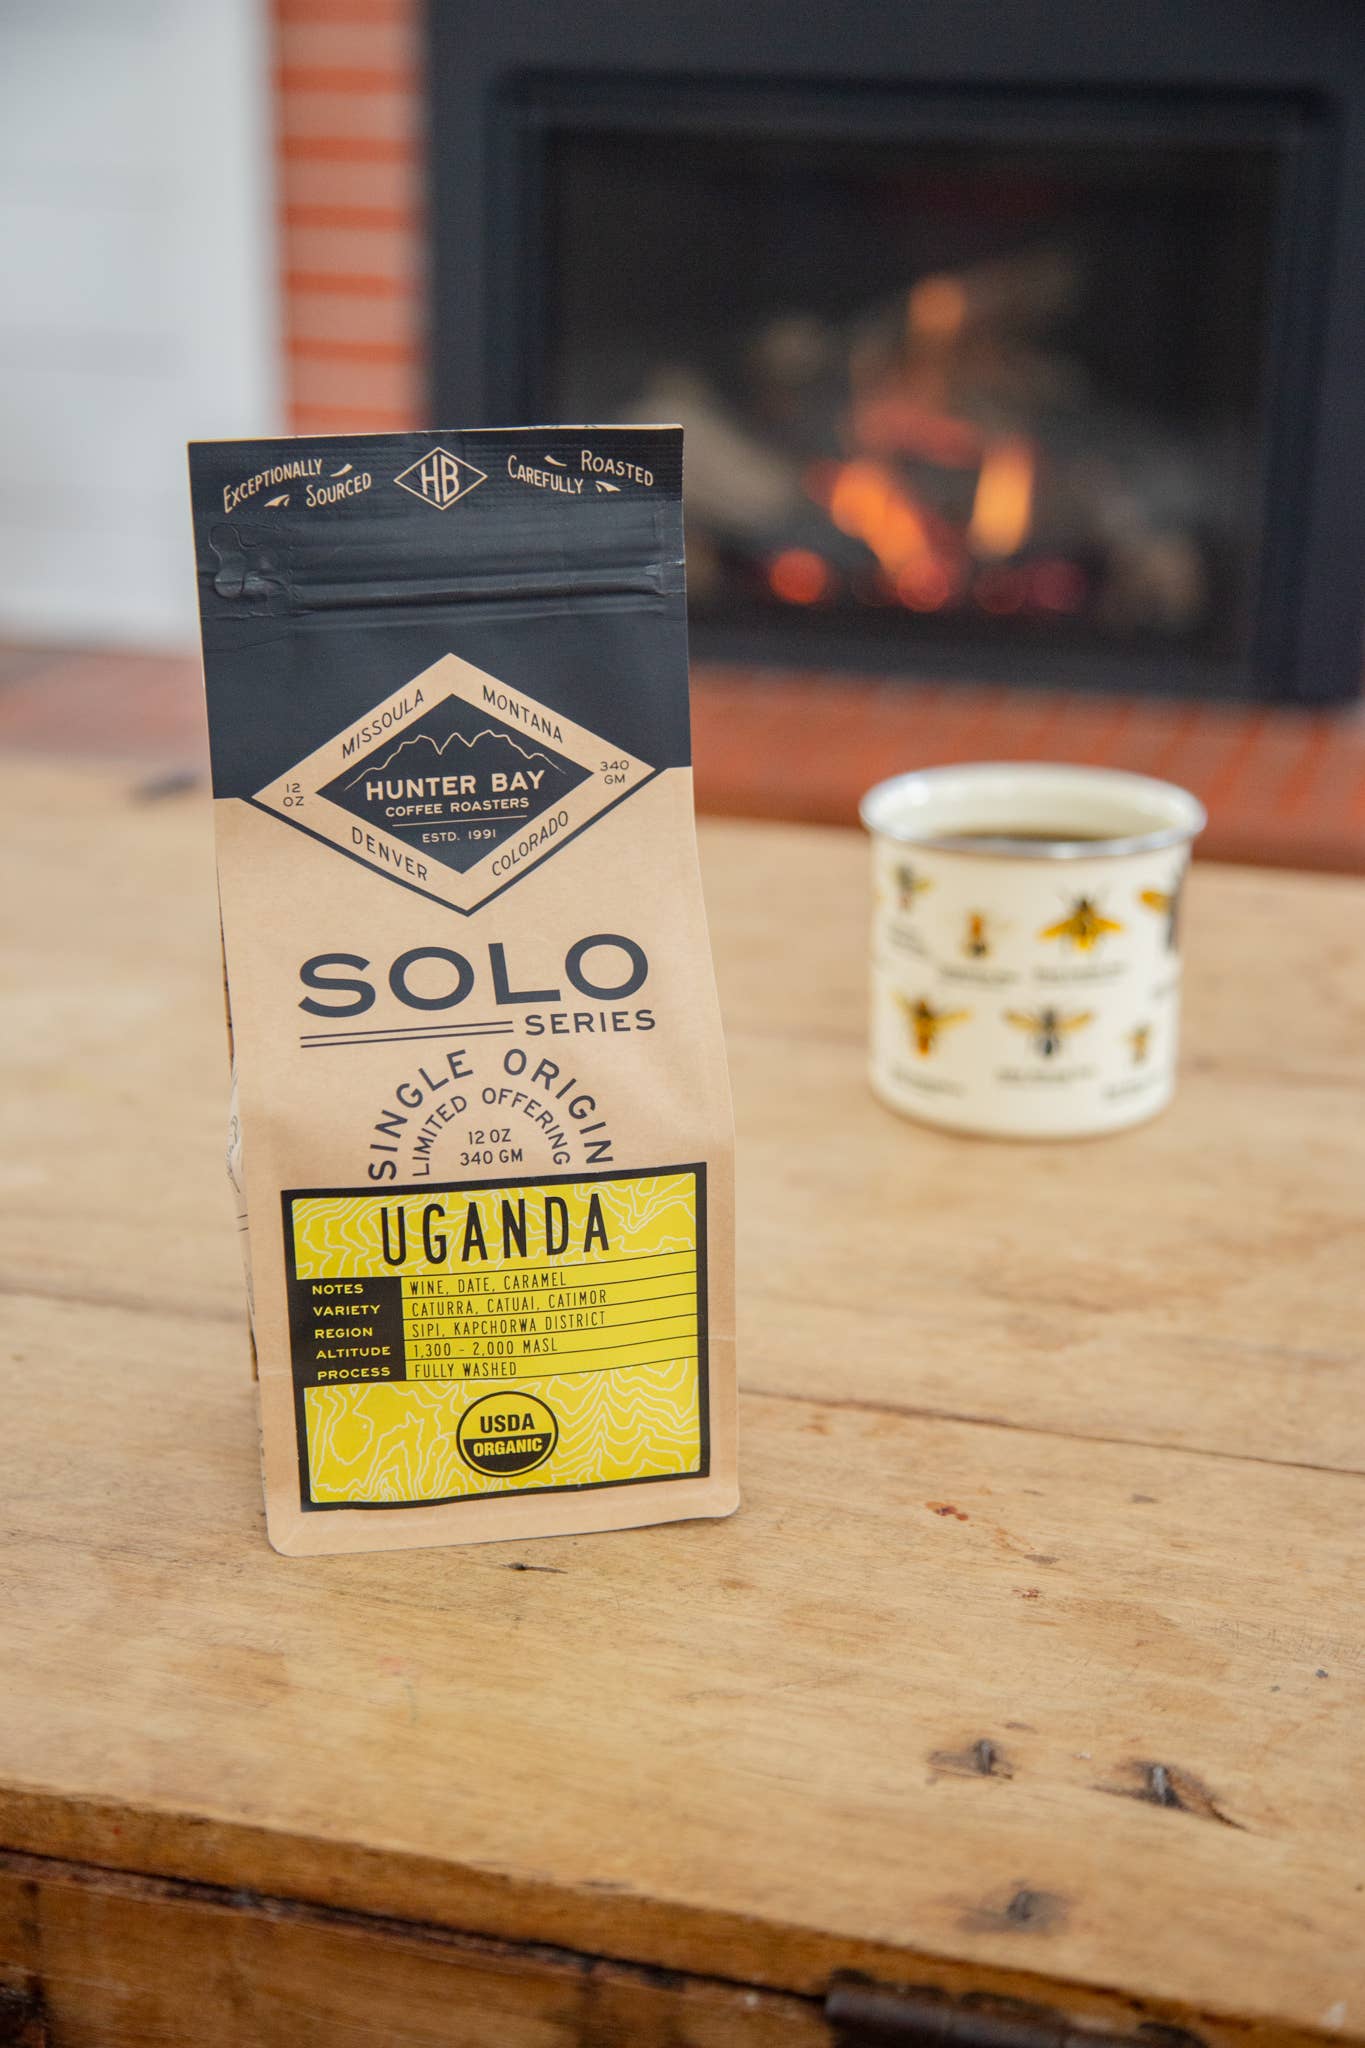 EXCEPTIONALLY SOURCED
HB
CAREFULLY ROASTED
MISSOULA MONTANA
12 OZ
340 GM
HUNTER BAY
COFFEE ROASTERS
ESTD. 1991
DENVER COLORADO
SOLO
SERIES
SINGLE ORIGIN
LIMITED OFFERING
12 OZ
340 GM
UGANDA
NOTES WINE, DATE, CARAMEL
VARIETY CATURRA, CATUAI, CATIMOR
REGION SIPI, KAPCHORWA DISTRICT
ALTITUDE 1,300 - 2,000 MASL
PROCESS FULLY WASHED
USDA
ORGANIC